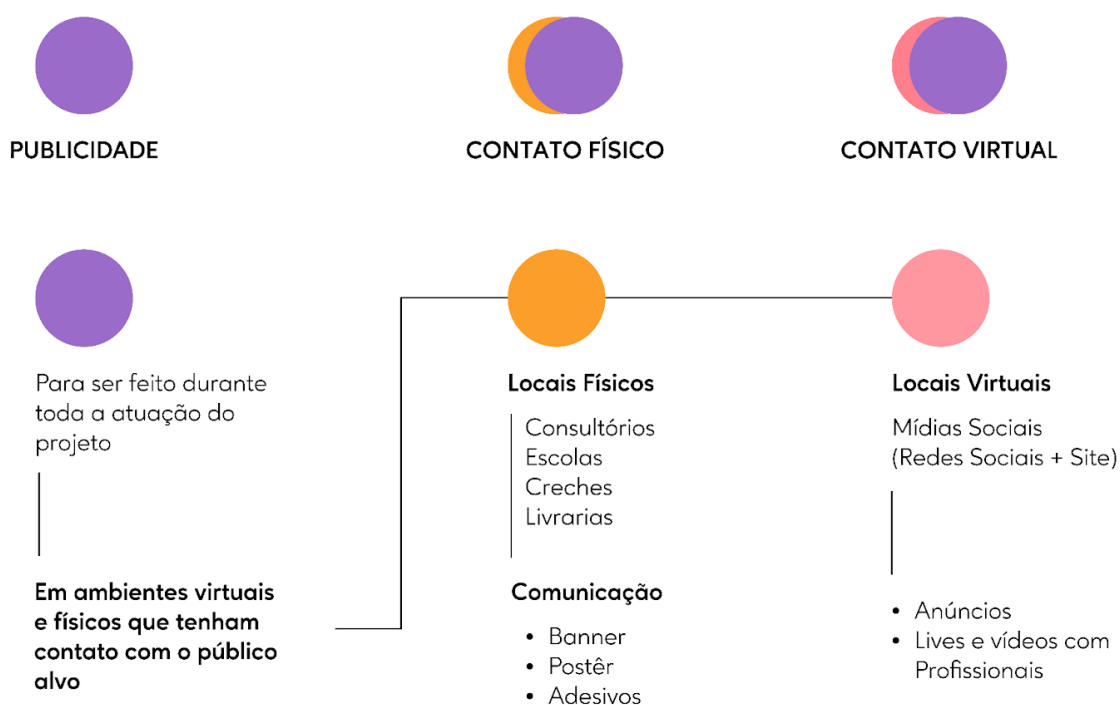 PUBLICIDADE
CONTATO FÍSICO
CONTATO VIRTUAL
Para ser feito durante
toda a atuação do
projeto
Em ambientes virtuais
e físicos que tenham
contato com o público
alvo
Locais Físicos
Consultórios
Escolas
Creches
Livrarias
Comunicação
• Banner
• Postêr
• Adesivos
Locais Virtuais
Mídias Sociais
(Redes Sociais + Site)
• Anúncios
• Lives e vídeos com
Profissionais